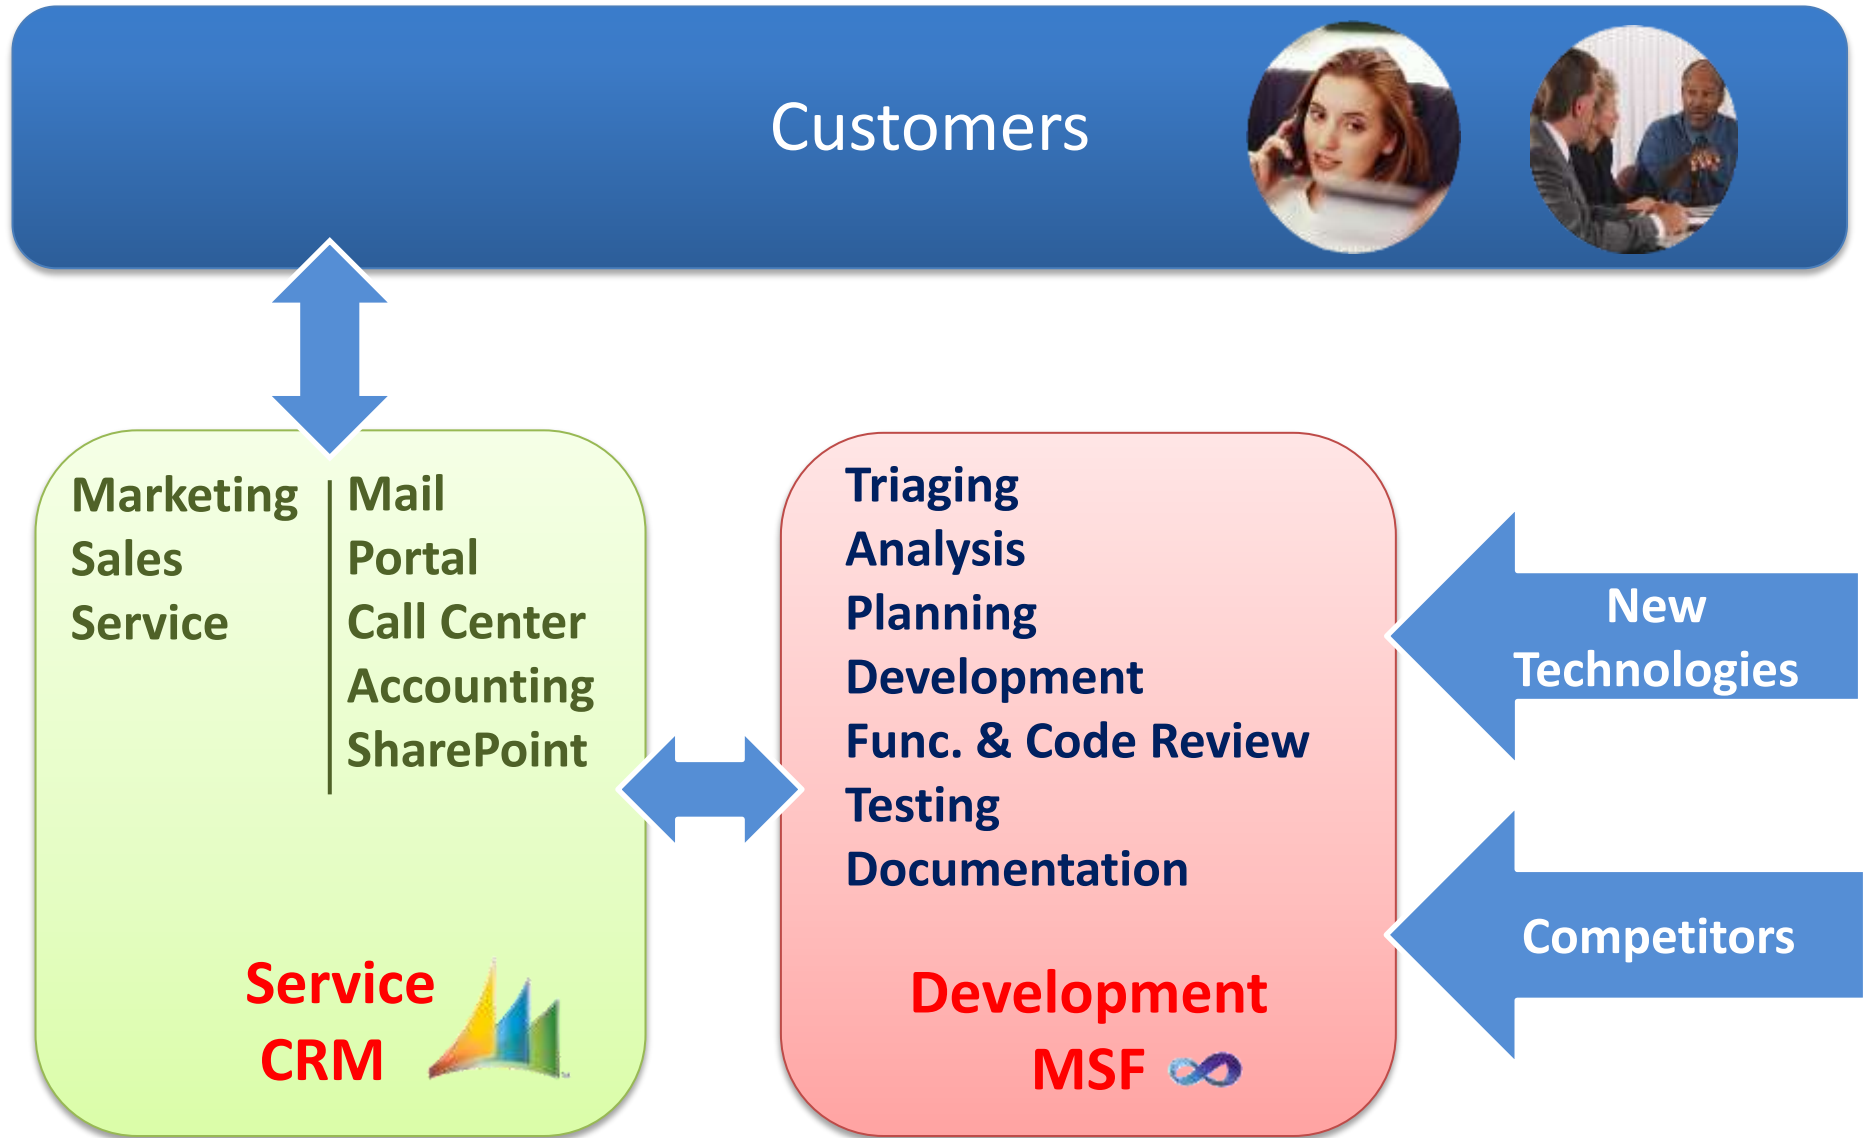 Customers
Marketing
Sales
Service
Mail
Portal
Call Center
Accounting
SharePoint
Service
CRM
Triaging
Analysis
Planning
Development
Func. & Code Review
Testing
Documentation
Development
MSF
New
Technologies
Competitors